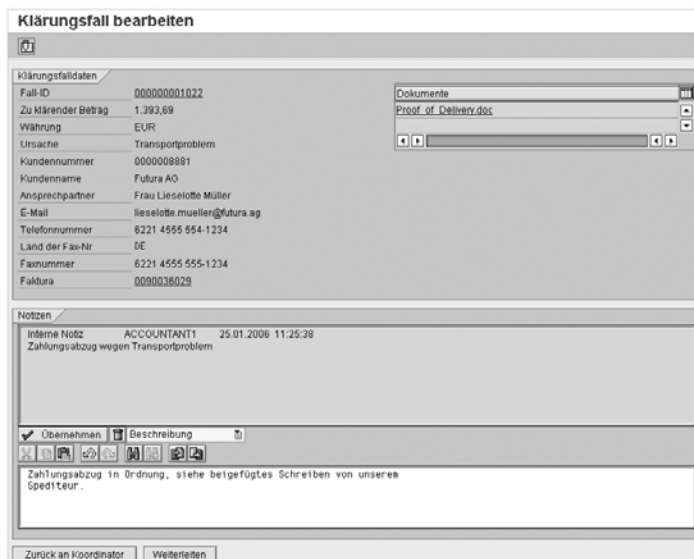 Klärungsfall bearbeiten
Klärungsfalldaten
Fall-ID 000000001022
Zu klärender Betrag 1.393,69
Währung EUR
Ursache Transportproblem
Kundennummer 0000008881
Kundenname Futura AG
Ansprechpartner Frau Lieselotte Müller
E-Mail lieselotte.mueller@futura.ag
Telefonnummer 6221 4555 554-1234
Land der Fax-Nr DE
Faxnummer 6221 4555 555-1234
Faktura 0090036029
Dokumente
Proof_of_Delivery.doc
Notizen
Interne Notiz ACCOUNTANT1 25.01.2006 11:25:38
Zahlungsabzug wegen Transportproblem
Übernehmen Beschreibung
Zahlungsabzug in Ordnung, siehe beigefügtes Schreiben von unserem
Spediteur.
Zurück an Koordinator Weiterleiten